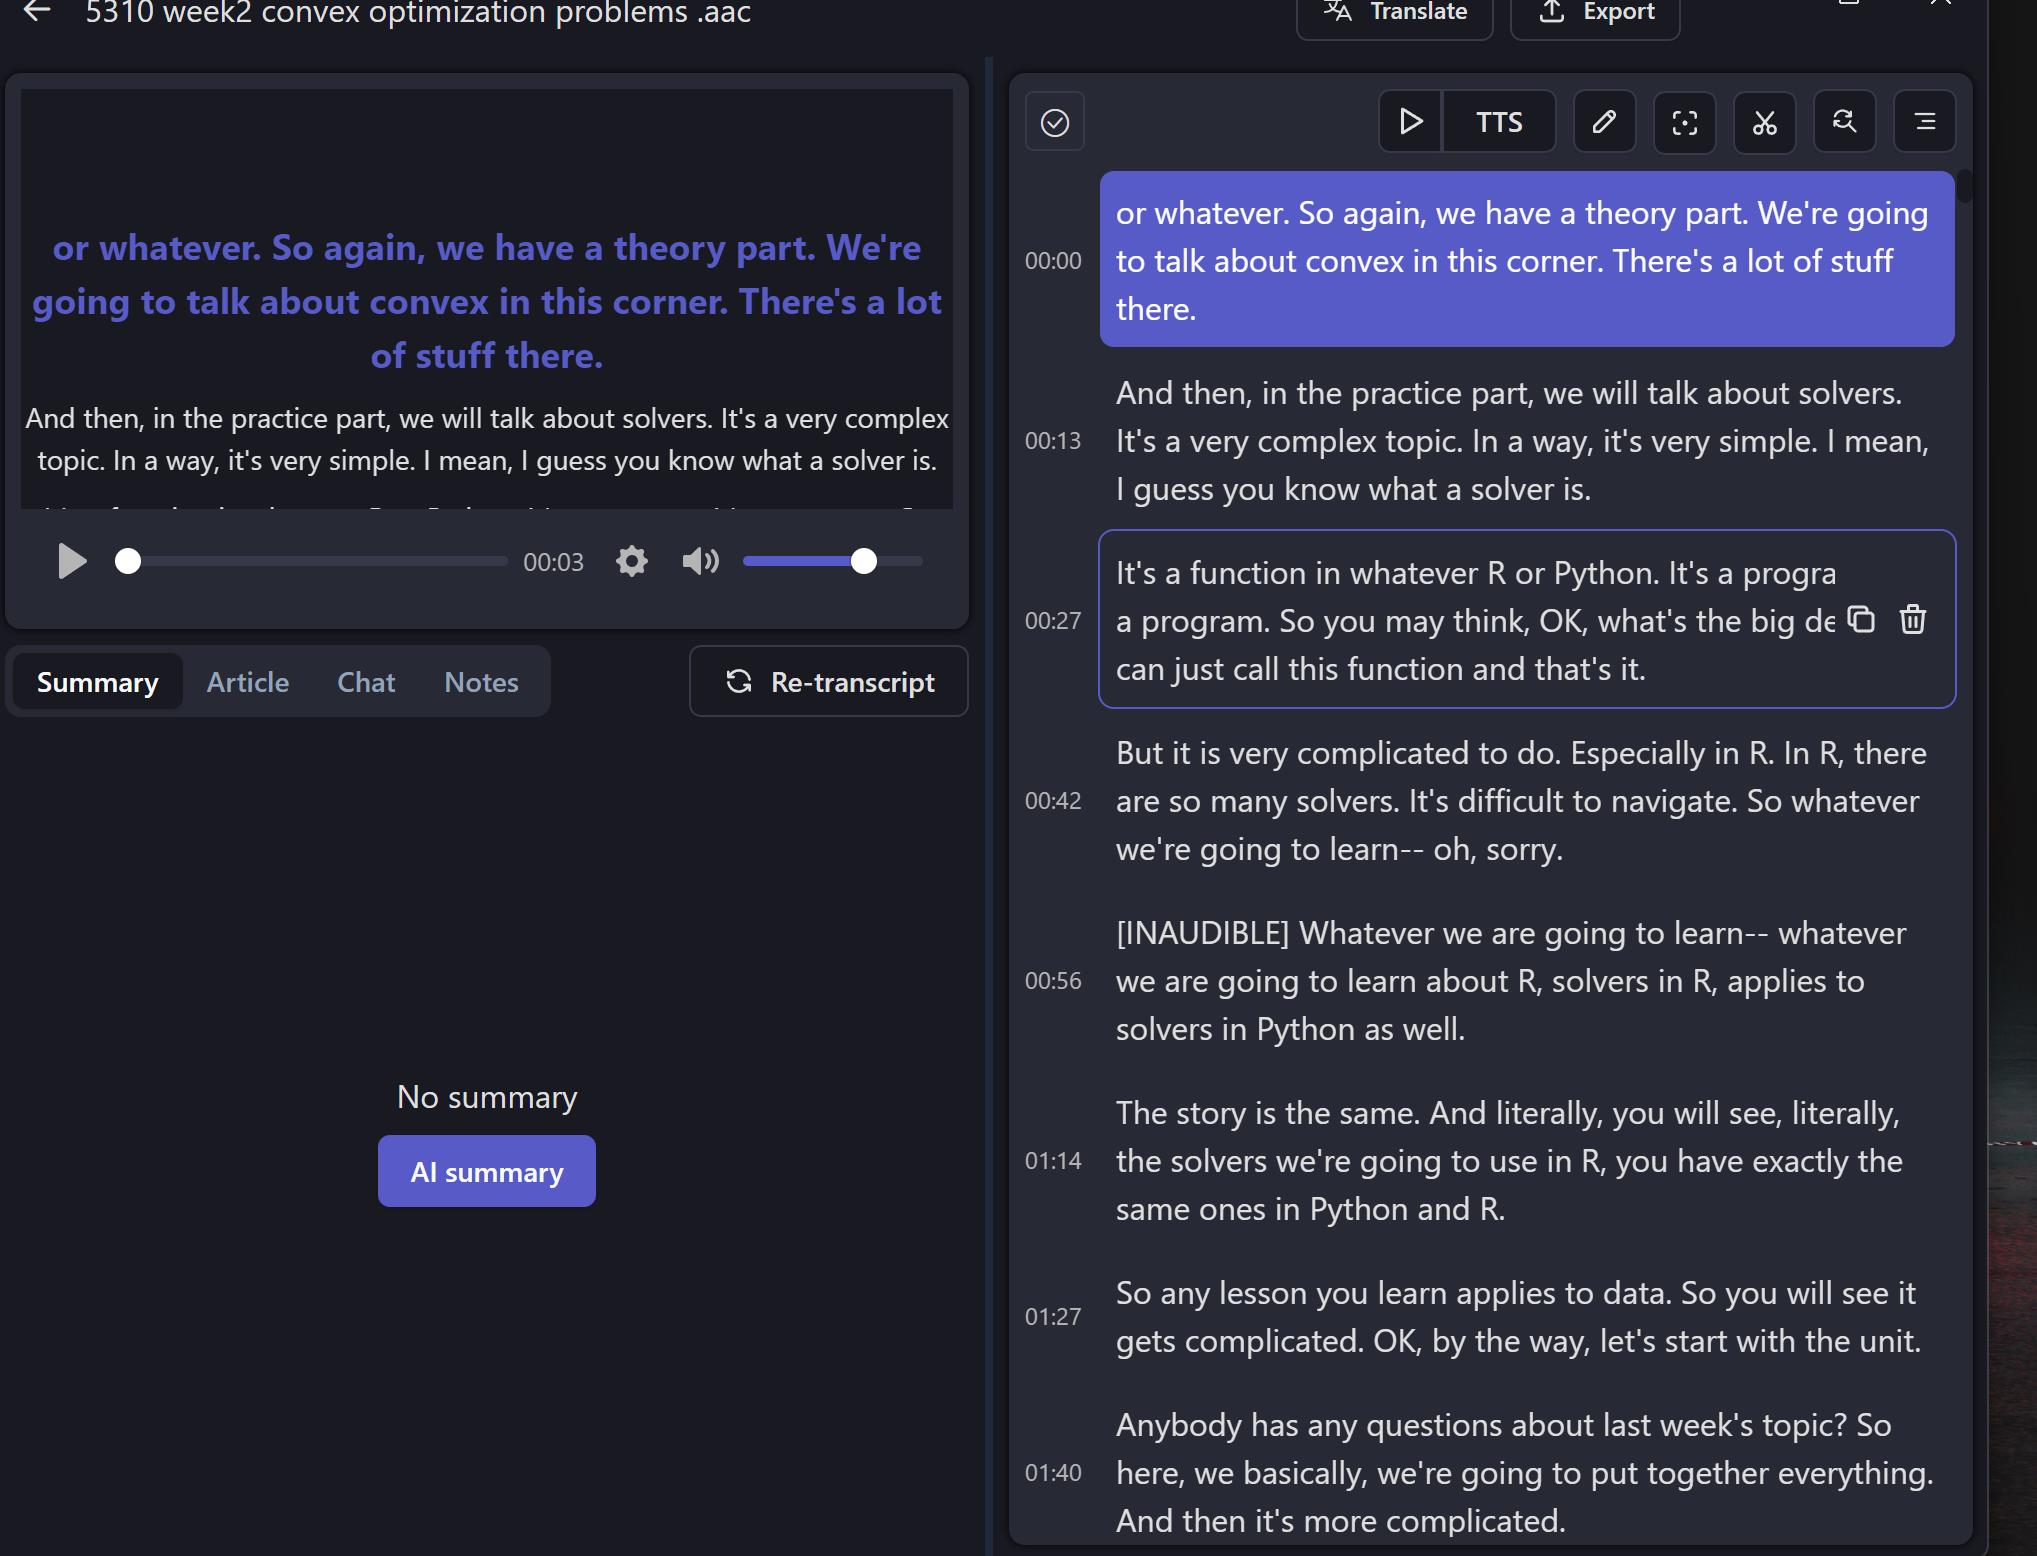 5310 week2 convex optimization problems .aac
Translate
Export
or whatever. So again, we have a theory part. We're
going to talk about convex in this corner. There's a lot
of stuff there.
And then, in the practice part, we will talk about solvers. It's a very complex
topic. In a way, it's very simple. I mean, I guess you know what a solver is.
00:03
Summary
Article
Chat
Notes
Re-transcript
No summary
AI summary
TTS
00:00
or whatever. So again, we have a theory part. We're going
to talk about convex in this corner. There's a lot of stuff
there.
00:13
And then, in the practice part, we will talk about solvers.
It's a very complex topic. In a way, it's very simple. I mean,
I guess you know what a solver is.
00:27
It's a function in whatever R or Python. It's a progra
a program. So you may think, OK, what's the big de
can just call this function and that's it.
00:42
But it is very complicated to do. Especially in R. In R, there
are so many solvers. It's difficult to navigate. So whatever
we're going to learn-- oh, sorry.
00:56
[INAUDIBLE] Whatever we are going to learn-- whatever
we are going to learn about R, solvers in R, applies to
solvers in Python as well.
01:14
The story is the same. And literally, you will see, literally,
the solvers we're going to use in R, you have exactly the
same ones in Python and R.
01:27
So any lesson you learn applies to data. So you will see it
gets complicated. OK, by the way, let's start with the unit.
01:40
Anybody has any questions about last week's topic? So
here, we basically, we're going to put together everything.
And then it's more complicated.